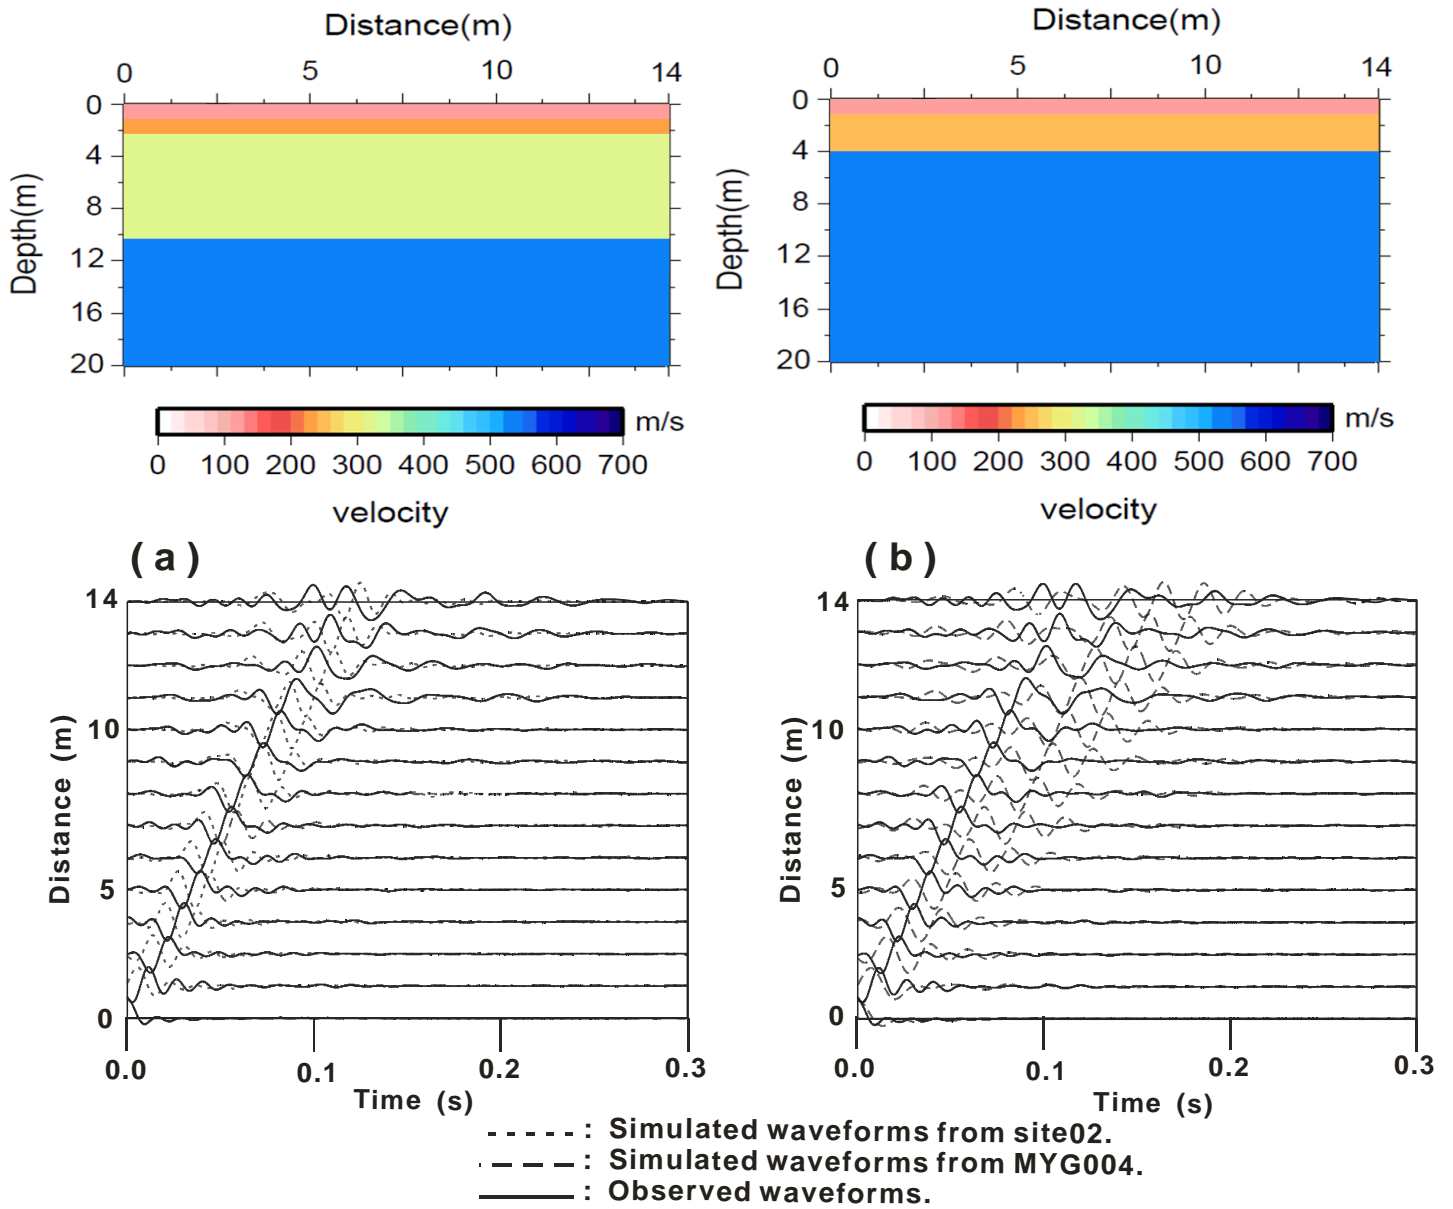 Distance(m)
0 5 10 14
0
4
8
12
16
20
Depth(m)
0 100 200 300 400 500 600 700
m/s
velocity
Distance(m)
0 5 10 14
0
4
8
12
16
20
Depth(m)
0 100 200 300 400 500 600 700
m/s
velocity
( a )
14
10
5
0
Distance (m)
0.0 0.1 0.2 0.3
Time (s)
( b )
14
10
5
0
Distance (m)
0.0 0.1 0.2 0.3
Time (s)
: Simulated waveforms from site02.
: Simulated waveforms from MYG004.
: Observed waveforms.